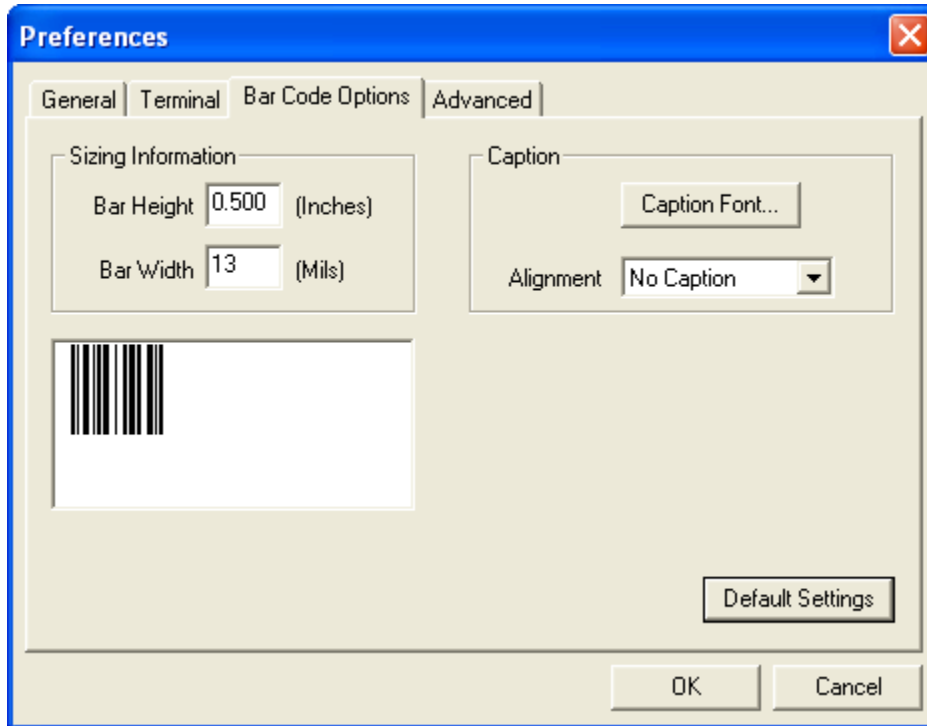 Preferences
General Terminal Bar Code Options Advanced
Sizing Information
Bar Height 0.500 (Inches)
Bar Width 13 (Mils)
Caption
Caption Font...
Alignment No Caption
Default Settings
OK Cancel